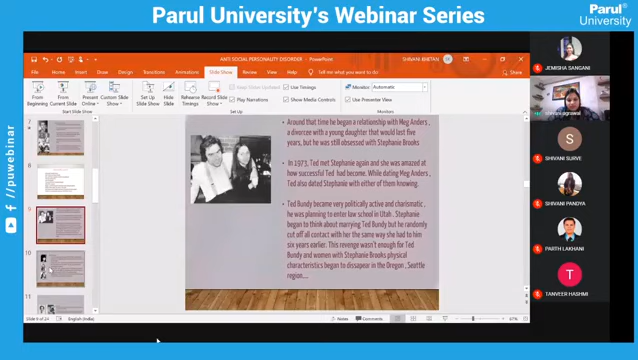 Parul University's Webinar Series
Parul
University
/puwebinar
ANTI SOCIAL PERSONALITY DISORDER - PowerPoint
SHIVANI KHETAN
File Home Insert Draw Design Transitions Animations Slide Show Review View Help Tell me what you want to do
Share
From Beginning
From Current Slide
Present Online
Custom Slide Show
Set Up Slide Show
Hide Slide
Rehearse Timings
Record Slide Show
Keep Slides Updated
Play Narrations
Use Timings
Show Media Controls
Monitor: Automatic
Use Presenter View
Start Slide Show
Set Up
Monitors
7
8
9
10
11
• Around that time he began a relationship with Meg Anders ,
a divorcee with a young daughter that would last five
years, but he was still obsessed with Stephanie Brooks
• In 1973, Ted met Stephanie again and she was amazed at
how successful Ted had become. While dating Meg Anders ,
Ted also dated Stephanie with either of them knowing.
• Ted Bundy became very politically active and charismatic ,
he was planning to enter law school in Utah . Stephanie
began to think about marrying Ted Bundy but he randomly
cut off all contact with her the same way she had to him
six years earlier. This revenge wasn't enough for Ted
Bundy and women with Stephanie Brooks physical
characteristics began to dissapear in the Oregon , Seattle
region....
Slide 9 of 24
English (India)
Notes
Comments
67%
JEMISHA SANGANI
shivani agrawal
S
SHIVANI SURVE
SHIVANI PANDYA
PARTH LAKHANI
T
TANVEER HASHMI